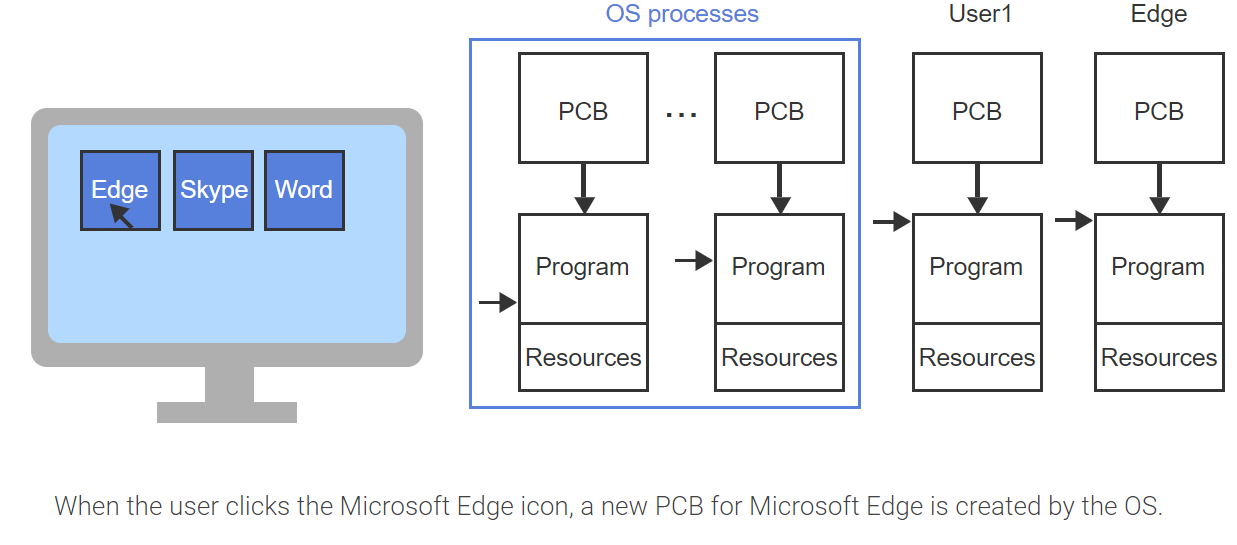 OS processes User1 Edge
PCB ... PCB PCB PCB
Edge Skype Word
Program Program Program Program
Resources Resources Resources Resources
When the user clicks the Microsoft Edge icon, a new PCB for Microsoft Edge is created by the OS.